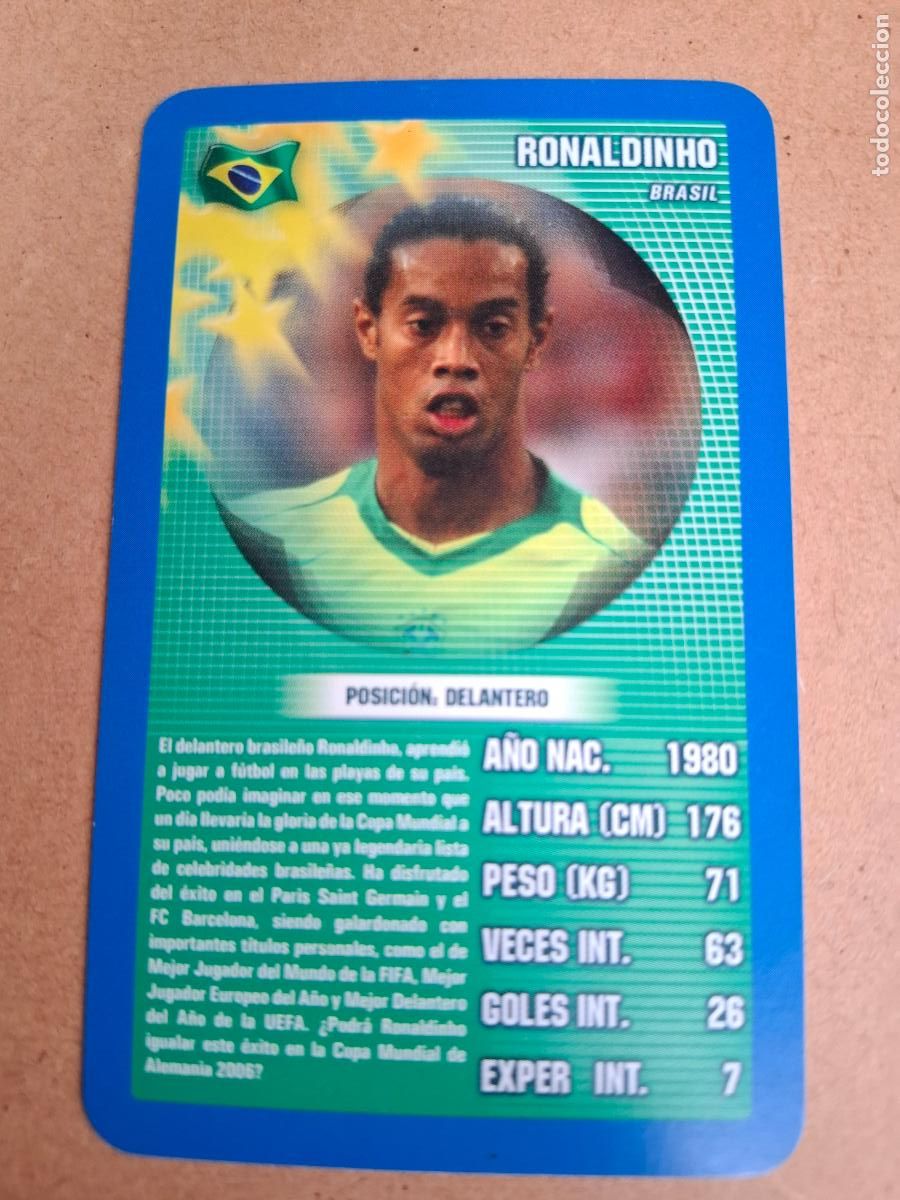 todocoleccion
RONALDINHO
BRASIL
POSICIÓN: DELANTERO
El delantero brasileño Ronaldinho, aprendió
a jugar a fútbol en las playas de su país.
Poco podía imaginar en ese momento que
un día llevaría la gloria de la Copa Mundial a
su país, uniéndose a una ya legendaria lista
de celebridades brasileñas. Ha disfrutado
del éxito en el Paris Saint Germain y el
FC Barcelona, siendo galardonado con
importantes títulos personales, como el de
Mejor Jugador del Mundo de la FIFA, Mejor
Jugador Europeo del Año y Mejor Delantero
del Año de la UEFA. ¿Podrá Ronaldinho
igualar este éxito en la Copa Mundial de
Alemania 2006?
AÑO NAC. 1980
ALTURA (CM) 176
PESO (KG) 71
VECES INT. 63
GOLES INT. 26
EXPER INT. 7